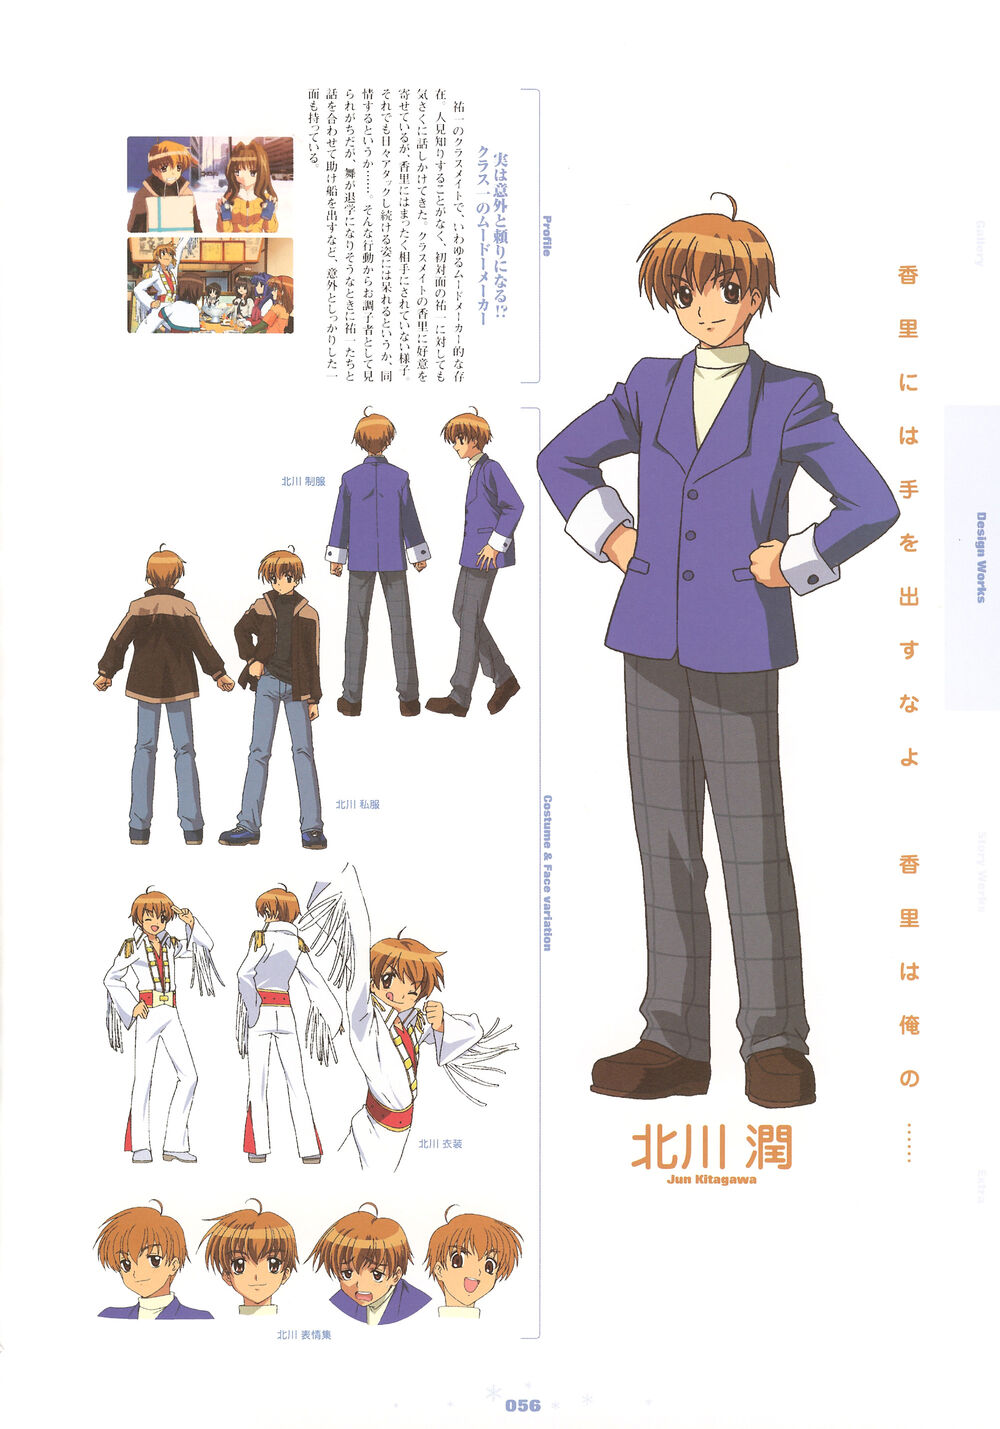 香里には手を出すなよ　香里は俺の……
Gallery
Design Works
Story Works
Extra
北川 潤
Jun Kitagawa
Profile
実は意外と頼りになる!?
クラス一のムードーメーカー
祐一のクラスメイトで、いわゆるムードメーカー的な存
在。人見知りすることがなく、初対面の祐一に対しても
気さくに話しかけてきた。クラスメイトの香里に好意を
寄せているが、香里にはまったく相手にされていない様子。
それでも日々アタックし続ける姿には呆れるというか、同
情するというか……。そんな行動からお調子者として見
られがちだが、舞が退学になりそうなときに祐一たちと
話を合わせて助け船を出すなど、意外としっかりした一
面も持っている。
Costume & Face variation
北川 制服
北川 私服
北川 衣装
北川 表情集
056